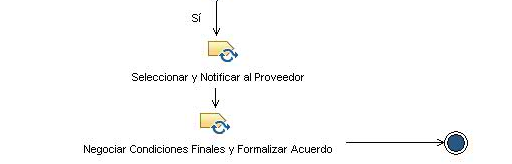 Sí
Seleccionar y Notificar al Proveedor
Negociar Condiciones Finales y Formalizar Acuerdo